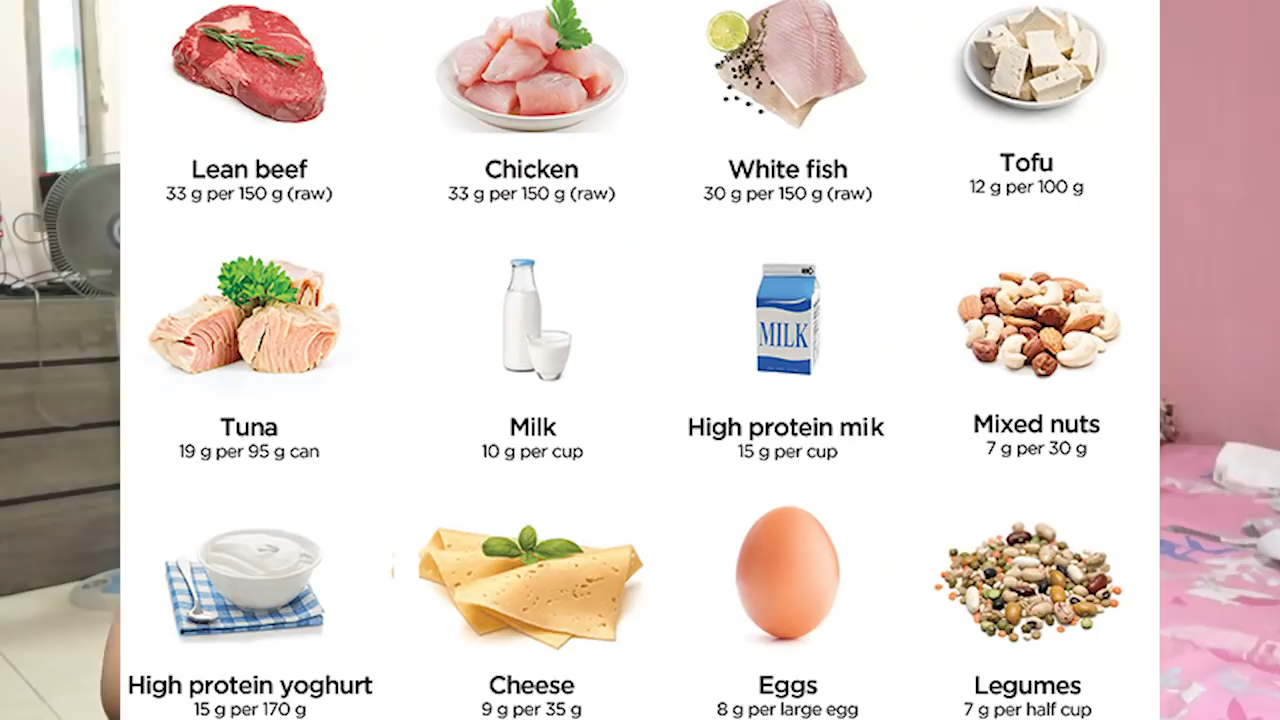 Lean beef
33 g per 150 g (raw)
Chicken
33 g per 150 g (raw)
White fish
30 g per 150 g (raw)
Tofu
12 g per 100 g
MILK
Tuna
19 g per 95 g can
Milk
10 g per cup
High protein mik
15 g per cup
Mixed nuts
7 g per 30 g
High protein yoghurt
15 g per 170 g
Cheese
9 g per 35 g
Eggs
8 g per large egg
Legumes
7 g per half cup